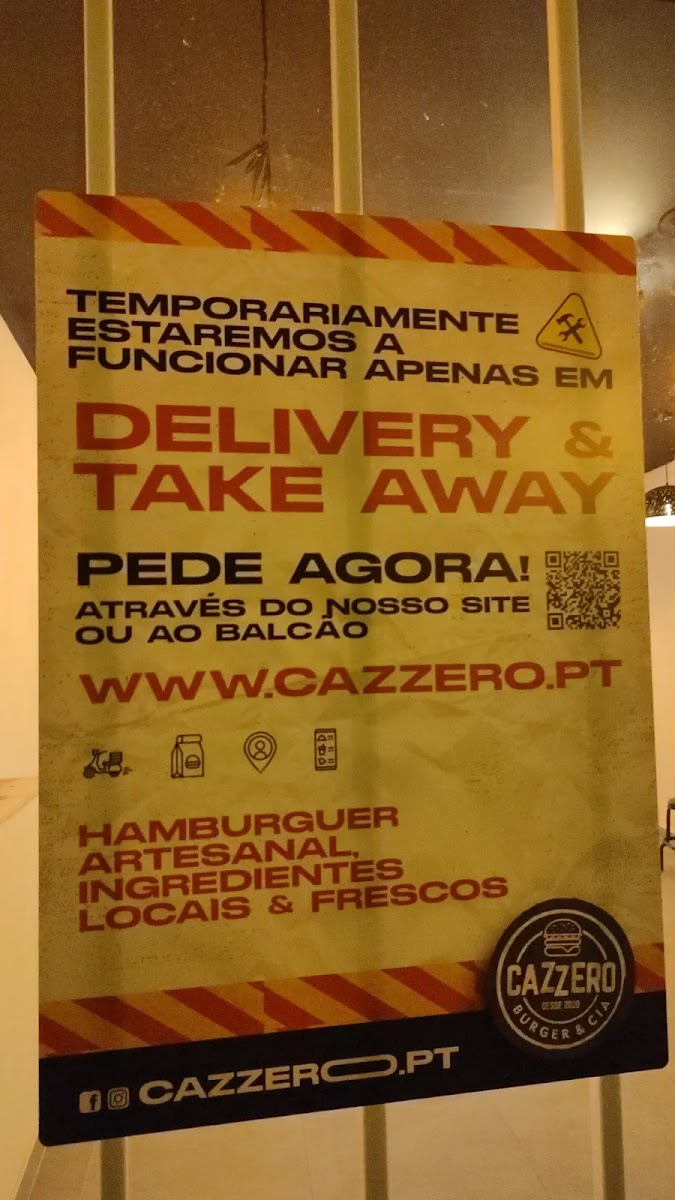 TEMPORARIAMENTE
ESTAREMOS A
FUNCIONAR APENAS EM
DELIVERY &
TAKE AWAY
PEDE AGORA!
ATRAVÉS DO NOSSO SITE
OU AO BALCÃO
WWW.CAZZERO.PT
HAMBURGUER
ARTESANAL,
INGREDIENTES
LOCAIS & FRESCOS
CAZZERO
DESDE 2020
BURGER & CIA
CAZZERO.PT